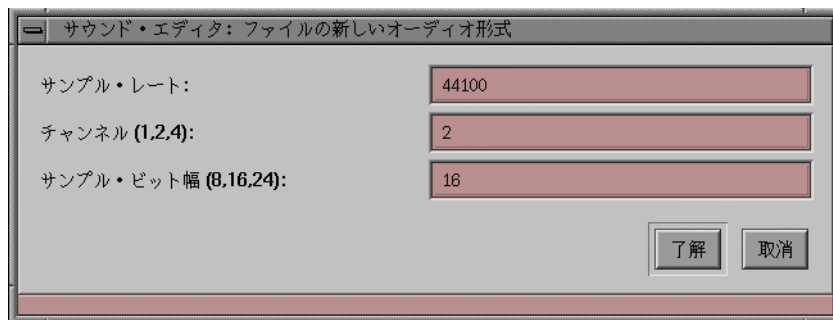 サウンド・エディタ: ファイルの新しいオーディオ形式
サンプル・レート: 44100
チャンネル (1,2,4): 2
サンプル・ビット幅 (8,16,24): 16
了解 取消